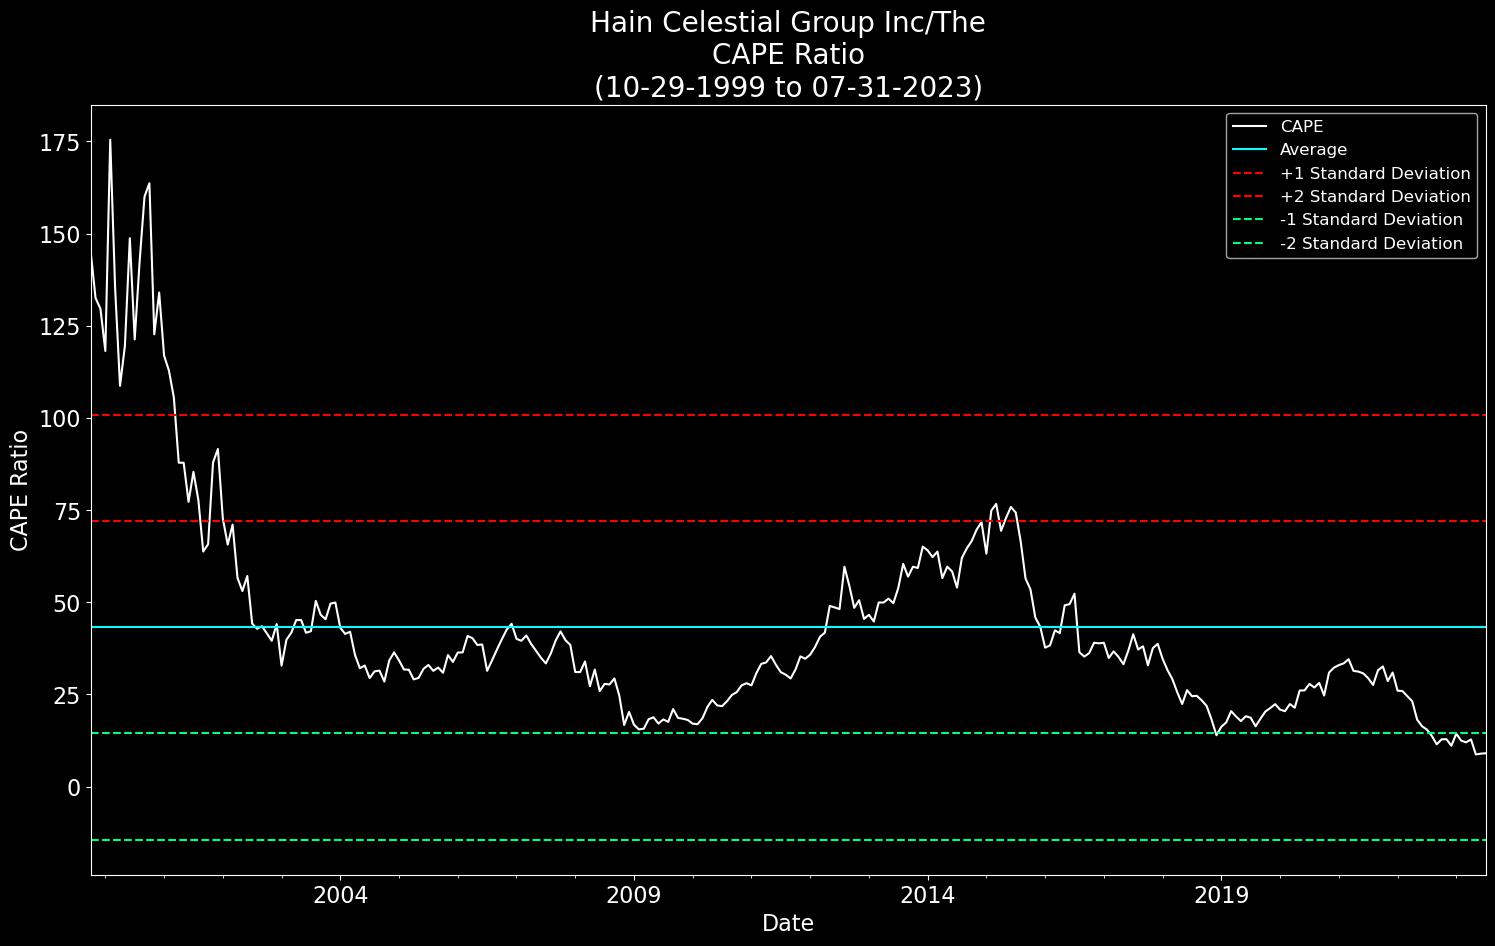 Hain Celestial Group Inc/The
CAPE Ratio
(10-29-1999 to 07-31-2023)
CAPE
Average
+1 Standard Deviation
+2 Standard Deviation
-1 Standard Deviation
-2 Standard Deviation
CAPE Ratio
175
150
125
100
75
50
25
0
2004
2009
2014
2019
Date